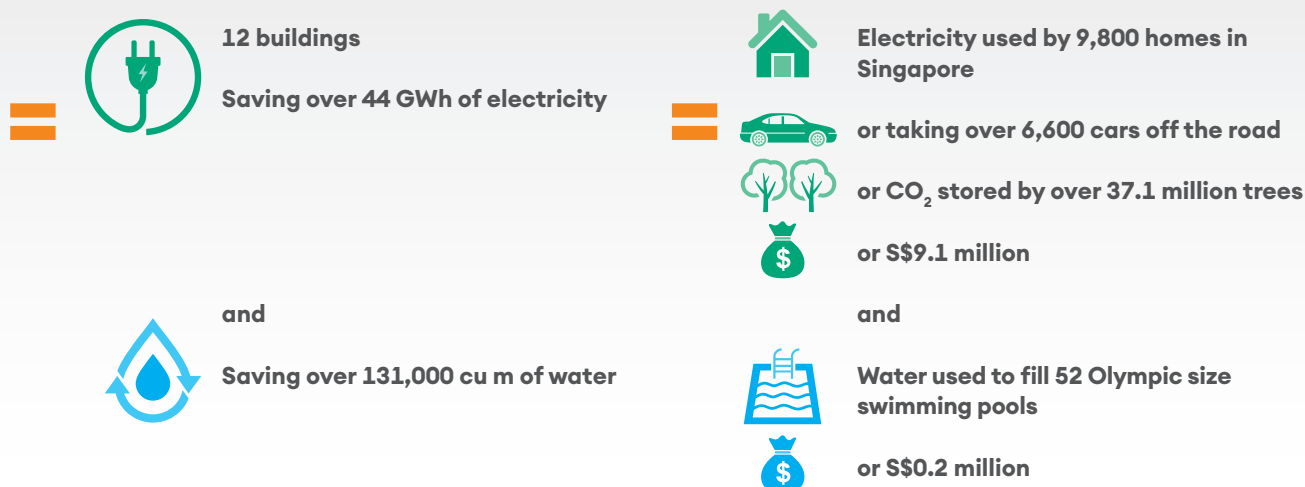 12 buildings
Saving over 44 GWh of electricity
and
Saving over 131,000 cu m of water
Electricity used by 9,800 homes in
Singapore
or taking over 6,600 cars off the road
or CO₂ stored by over 37.1 million trees
$
or S$9.1 million
and
Water used to fill 52 Olympic size
swimming pools
$
or S$0.2 million